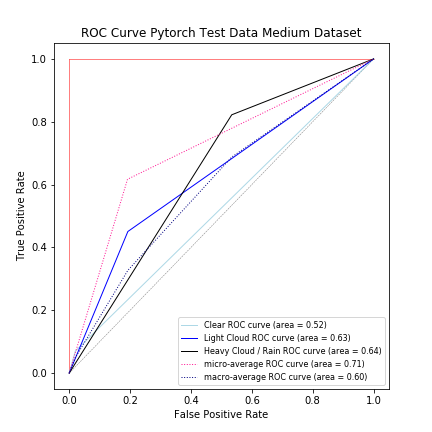 ROC Curve Pytorch Test Data Medium Dataset
True Positive Rate
1.0
0.8
0.6
0.4
0.2
0.0
Clear ROC curve (area = 0.52)
Light Cloud ROC curve (area = 0.63)
Heavy Cloud / Rain ROC curve (area = 0.64)
micro-average ROC curve (area = 0.71)
macro-average ROC curve (area = 0.60)
0.0 0.2 0.4 0.6 0.8 1.0
False Positive Rate